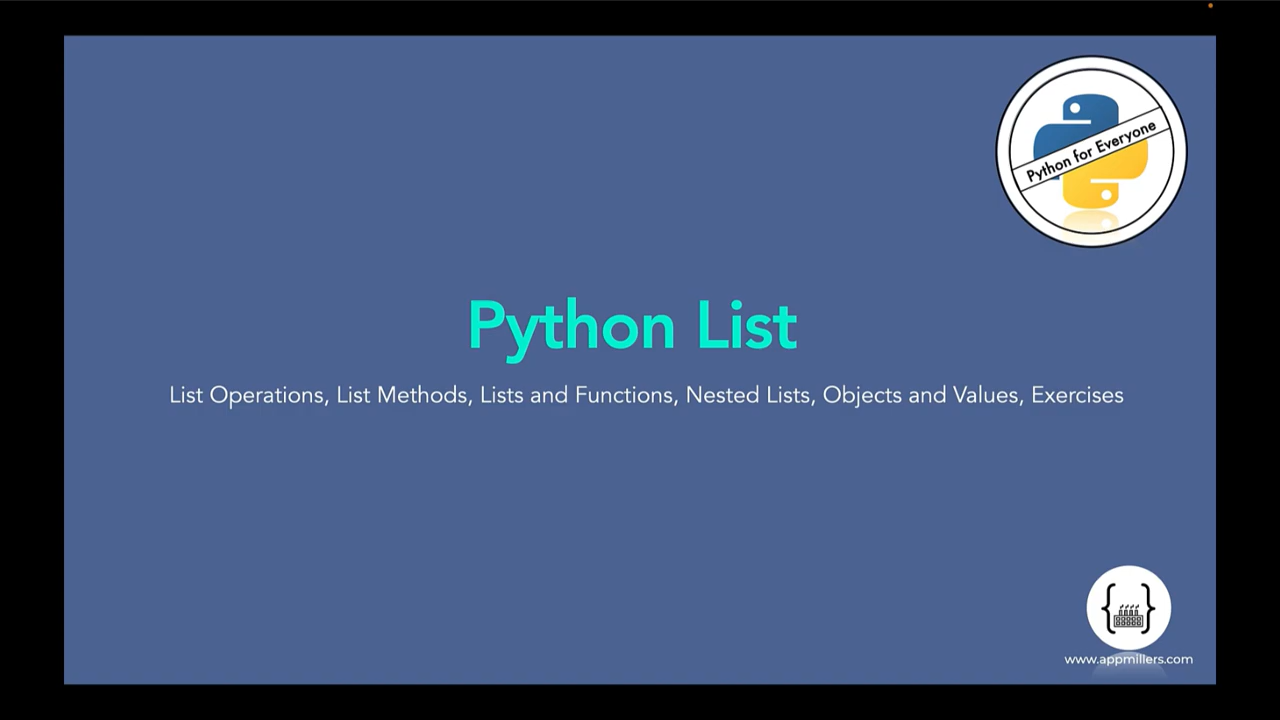 Python for Everyone
Python List
List Operations, List Methods, Lists and Functions, Nested Lists, Objects and Values, Exercises
www.appmillers.com